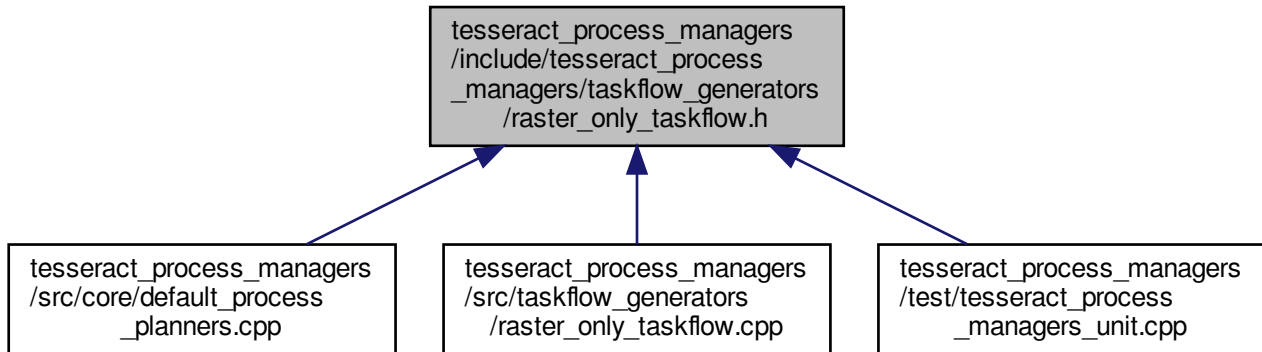 tesseract_process_managers
/include/tesseract_process
_managers/taskflow_generators
/raster_only_taskflow.h
tesseract_process_managers
/src/core/default_process
_planners.cpp
tesseract_process_managers
/src/taskflow_generators
/raster_only_taskflow.cpp
tesseract_process_managers
/test/tesseract_process
_managers_unit.cpp